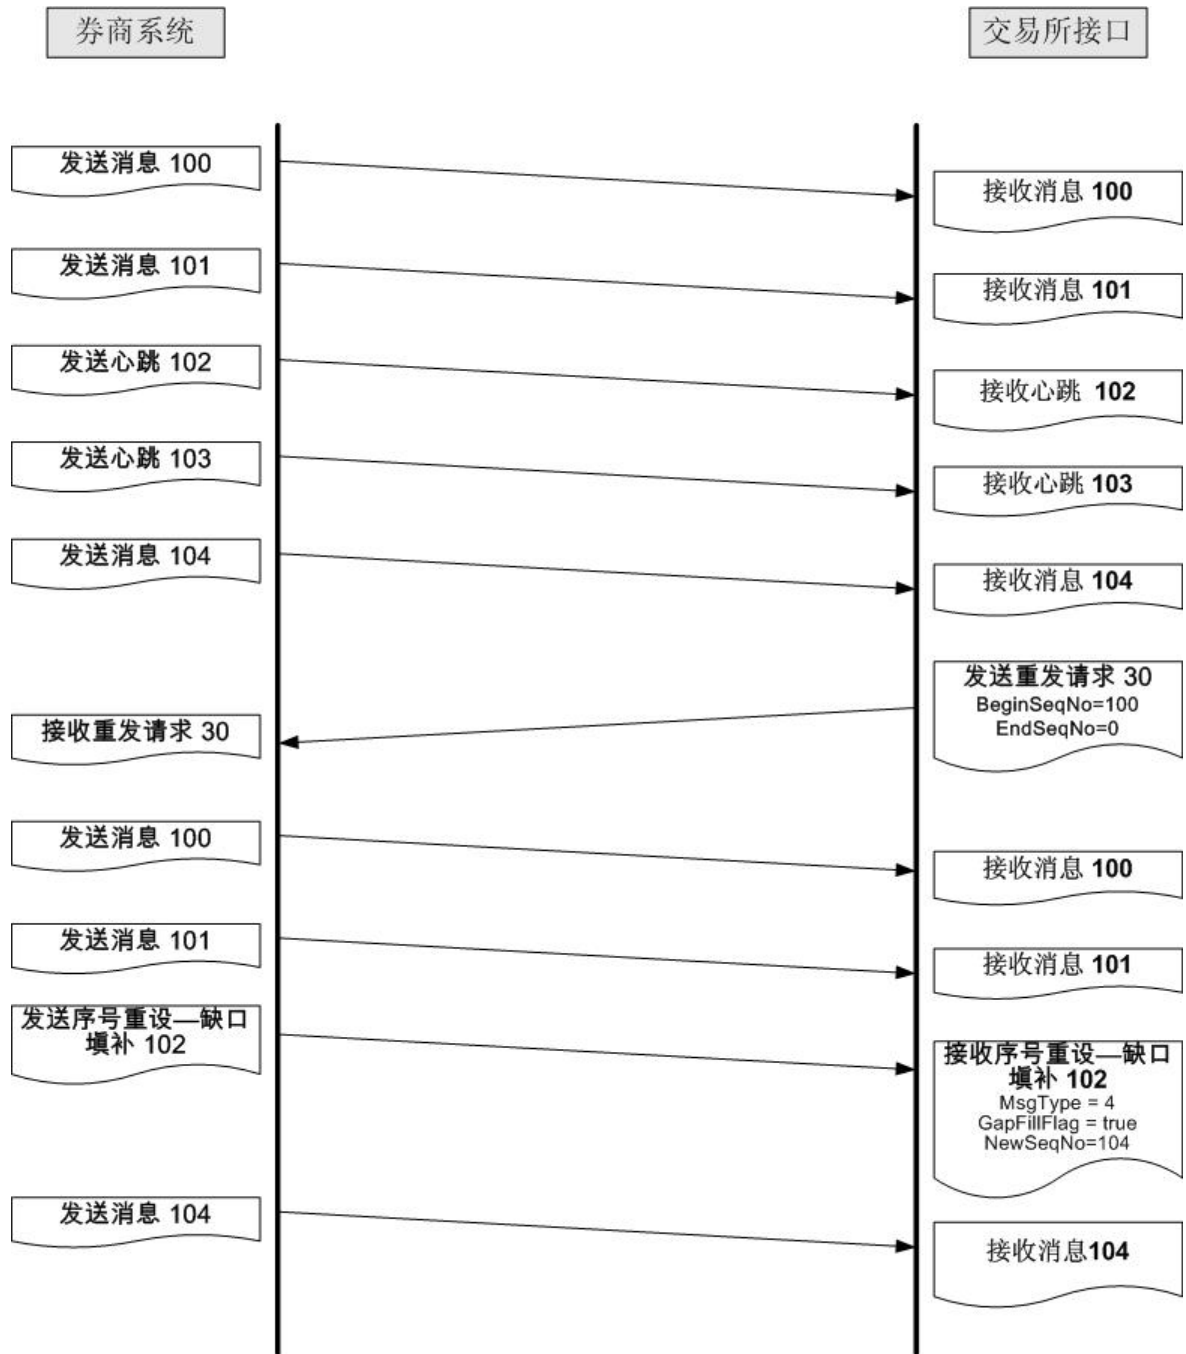 券商系统
交易所接口
发送消息 100
接收消息 100
发送消息 101
接收消息 101
发送心跳 102
接收心跳 102
发送心跳 103
接收心跳 103
发送消息 104
接收消息 104
发送重发请求 30
BeginSeqNo=100
EndSeqNo=0
接收重发请求 30
发送消息 100
接收消息 100
发送消息 101
接收消息 101
发送序号重设—缺口
填补 102
接收序号重设—缺口
填补 102
MsgType = 4
GapFillFlag = true
NewSeqNo=104
发送消息 104
接收消息104